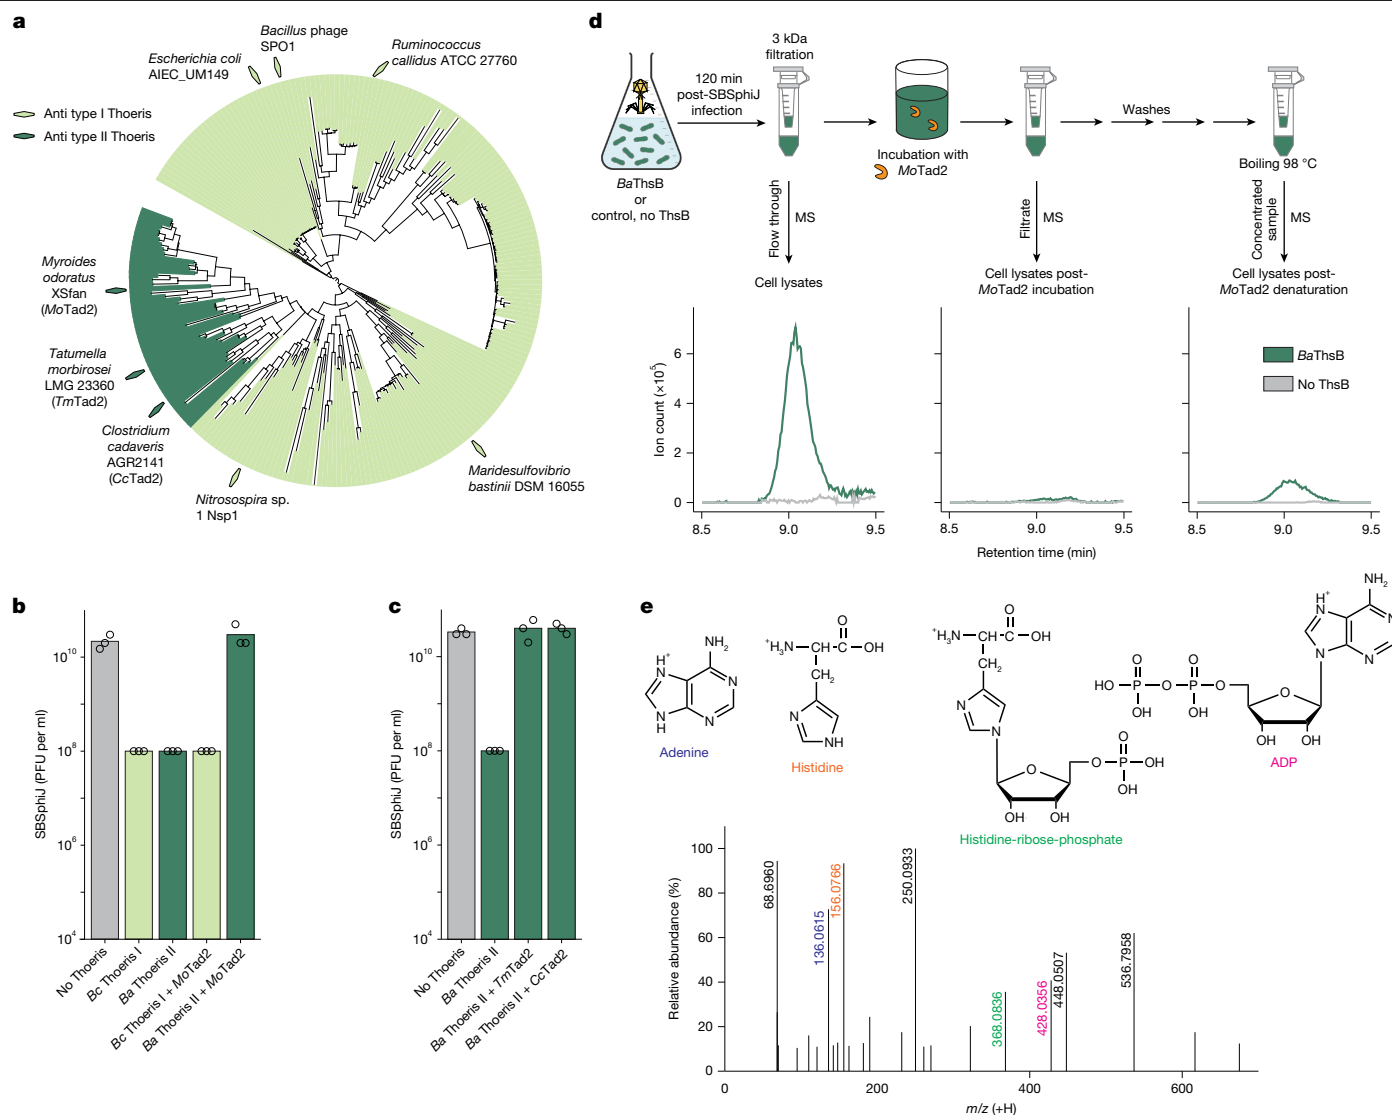 a
Escherichia coli
AIEC_UM149
Bacillus phage
SPO1
Ruminococcus
callidus ATCC 27760
Anti type I Thoeris
Anti type II Thoeris
Myroides
odoratus
XSfan
(MoTad2)
Tatumella
morbirosei
LMG 23360
(TmTad2)
Clostridium
cadaveris
AGR2141
(CcTad2)
Nitrosospira sp.
1 Nsp1
Maridesulfovibrio
bastinii DSM 16055
d
BaThsB
or
control, no ThsB
120 min
post-SBSphiJ
infection
3 kDa
filtration
Incubation with
MoTad2
Washes
Boiling 98 °C
Flow through
MS
Filtrate
MS
Concentrated
sample
MS
Cell lysates
Cell lysates post-
MoTad2 incubation
Cell lysates post-
MoTad2 denaturation
Ion count (×10⁵)
6
4
2
0
8.5 9.0 9.5
8.5 9.0 9.5
8.5 9.0 9.5
BaThsB
No ThsB
Retention time (min)
b
SBSphiJ (PFU per ml)
10¹⁰
10⁸
10⁶
10⁴
No Thoeris
Bc Thoeris I
Ba Thoeris II
Bc Thoeris I + MoTad2
Ba Thoeris II + MoTad2
c
SBSphiJ (PFU per ml)
10¹⁰
10⁸
10⁶
10⁴
No Thoeris
Ba Thoeris II
Ba Thoeris II + TmTad2
Ba Thoeris II + CcTad2
e
NH₂
H⁺
N
N
N
N
H
Adenine
⁺H₃N
CH
C
O
OH
CH₂
N
NH
Histidine
⁺H₃N
CH
C
O
OH
CH₂
N
N
O
O
P
O
OH
OH
OH
OH
Histidine-ribose-phosphate
NH₂
H⁺
N
N
N
N
HO
P
O
OH
O
P
O
OH
O
O
OH
OH
ADP
Relative abundance (%)
100
80
60
40
20
0
68.6960
136.0615
156.0766
250.0933
368.0836
428.0356
448.0507
536.7958
0 200 400 600
m/z (+H)